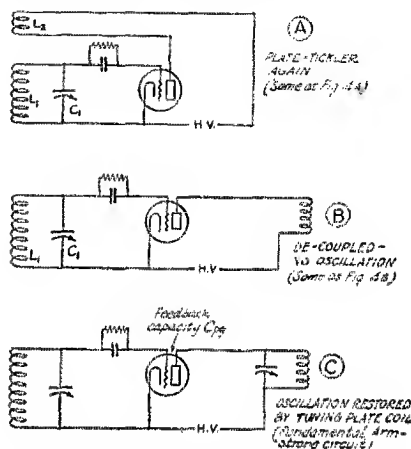 L2
A
PLATE-TICKLER
AGAIN
(Same as Fig 4A)
L1
C1
H.V.
B
DE-COUPLED-
NO OSCILLATION
(Same as Fig 4B)
L1
C1
H.V.
Feedback
capacity Cpg
C
OSCILLATION RESTORED
BY TUNING PLATE COIL
(Fundamental Arm-
strong circuit)
H.V.